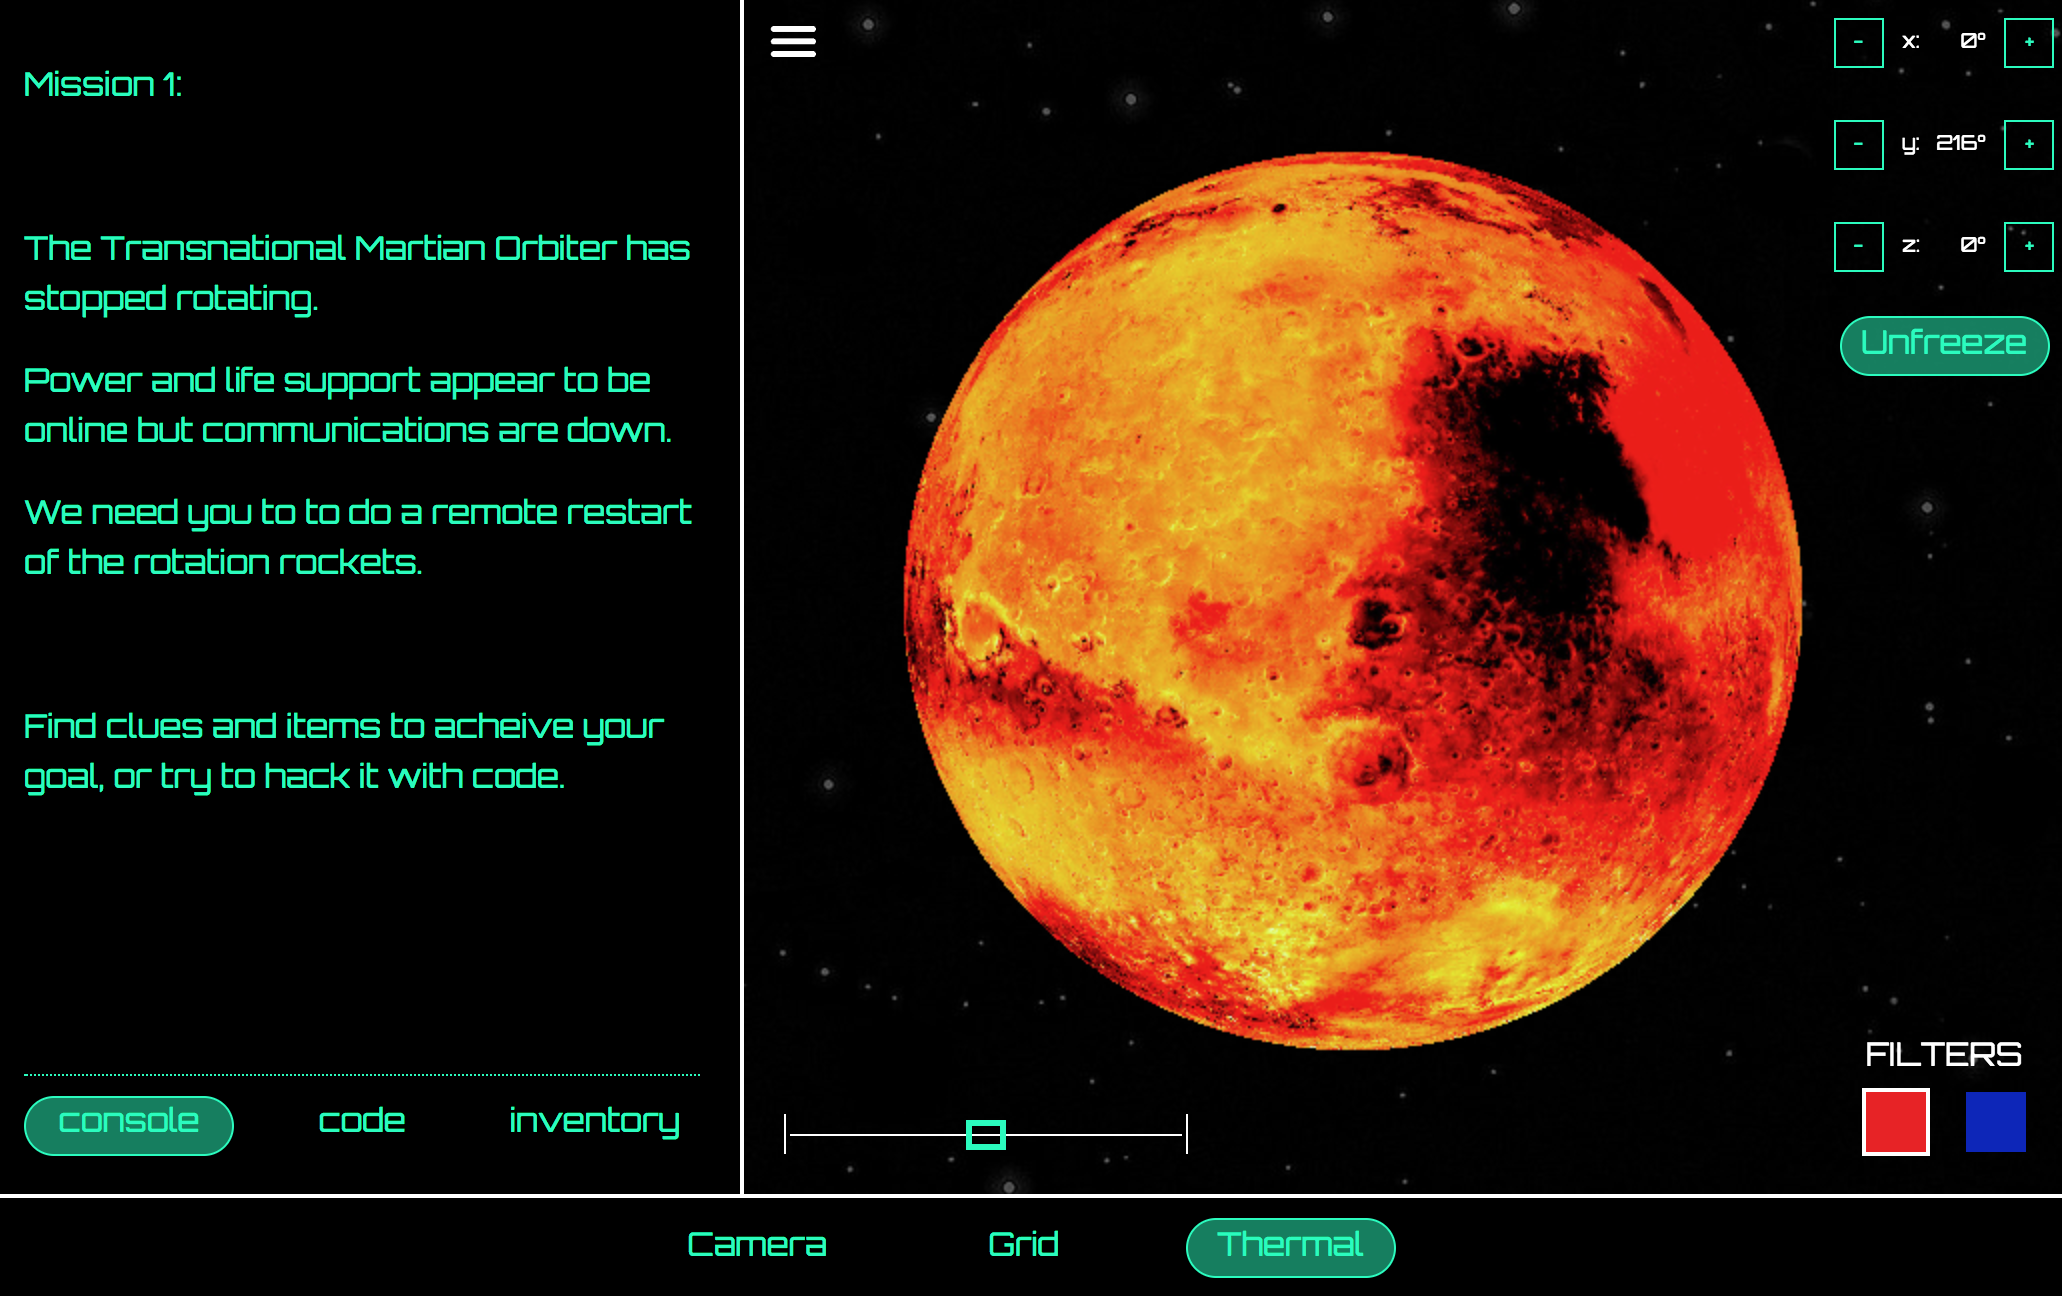 Mission 1:
The Transnational Martian Orbiter has
stopped rotating.
Power and life support appear to be
online but communications are down.
We need you to to do a remote restart
of the rotation rockets.
Find clues and items to acheive your
goal, or try to hack it with code.
console code inventory
- x: 0° +
- y: 216° +
- z: 0° +
Unfreeze
FILTERS
Camera Grid Thermal